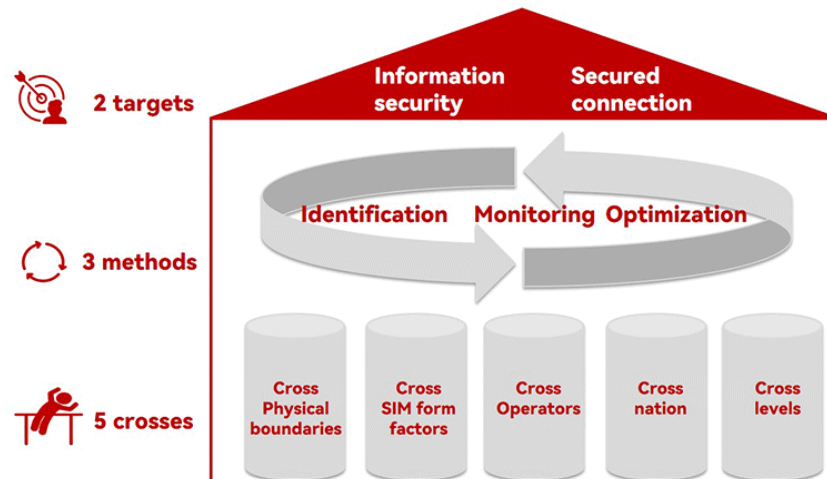 Information security
Secured connection
2 targets
Identification Monitoring Optimization
3 methods
Cross Physical boundaries
Cross SIM form factors
Cross Operators
Cross nation
Cross levels
5 crosses